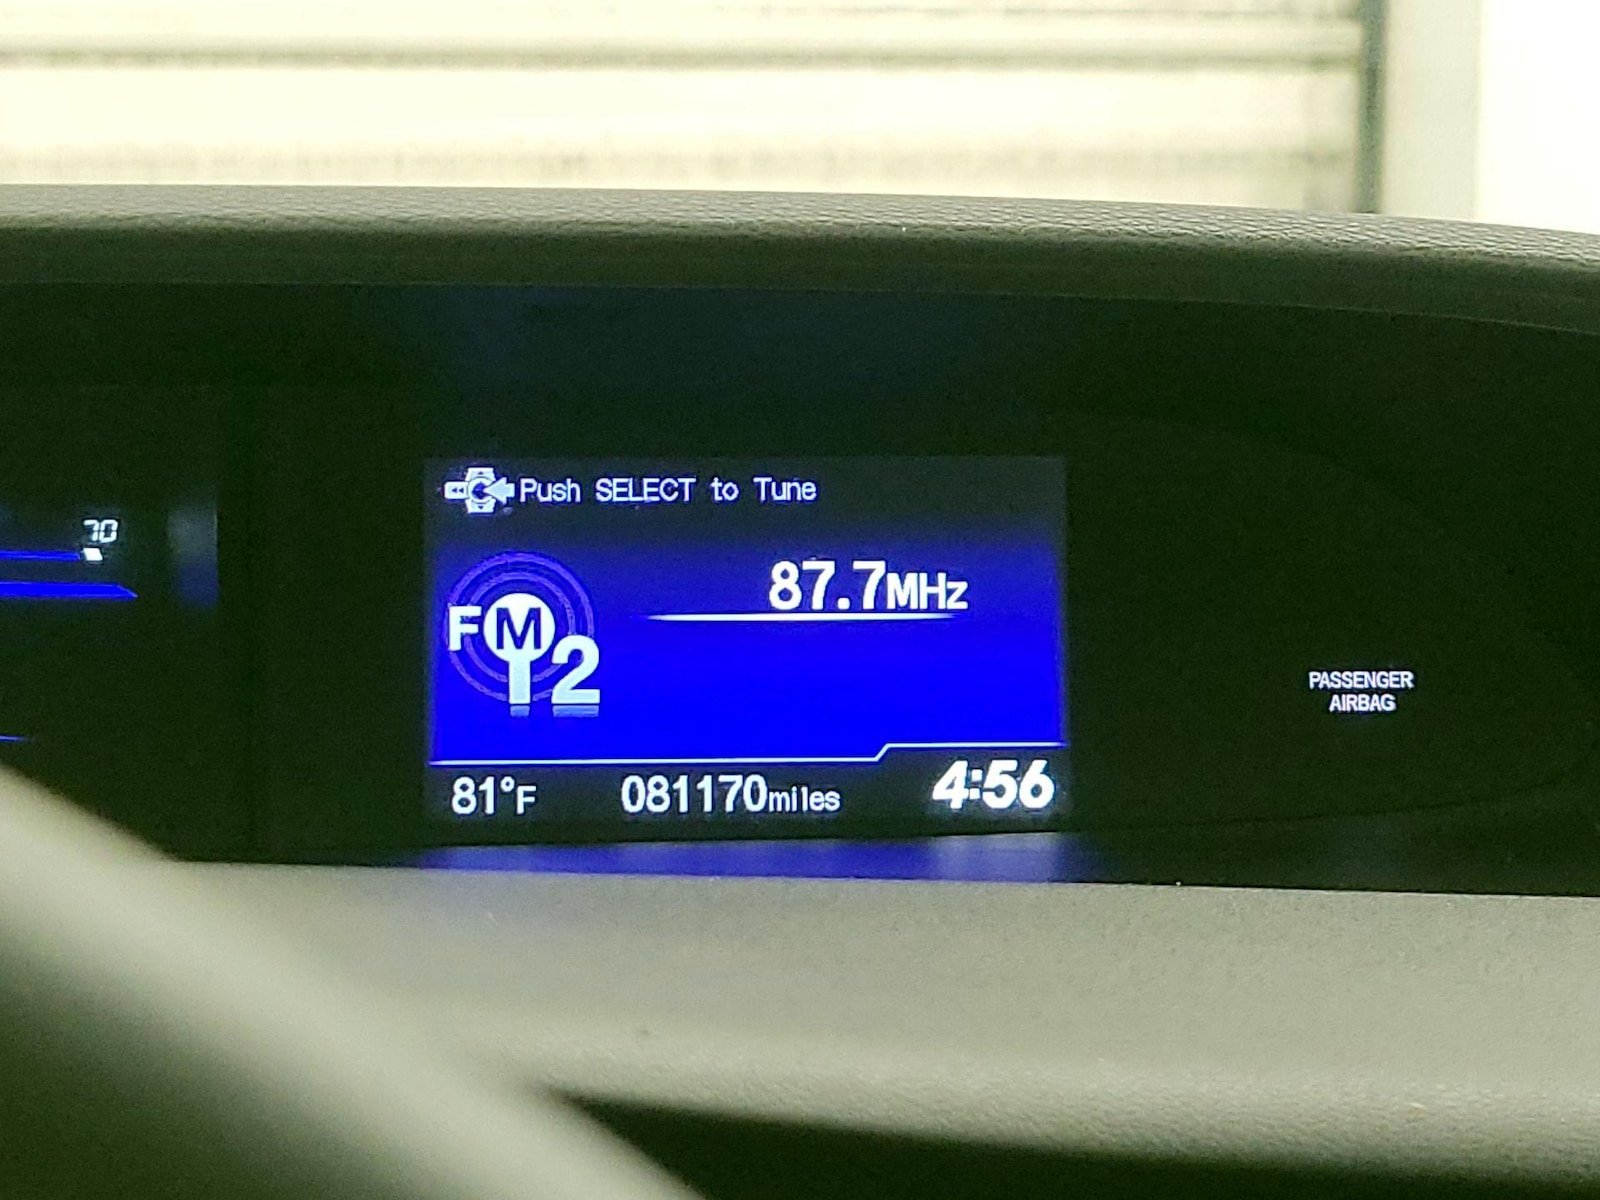 70
Push SELECT to Tune
87.7MHz
FM 2
81°F 081170miles 4:56
PASSENGER
AIRBAG